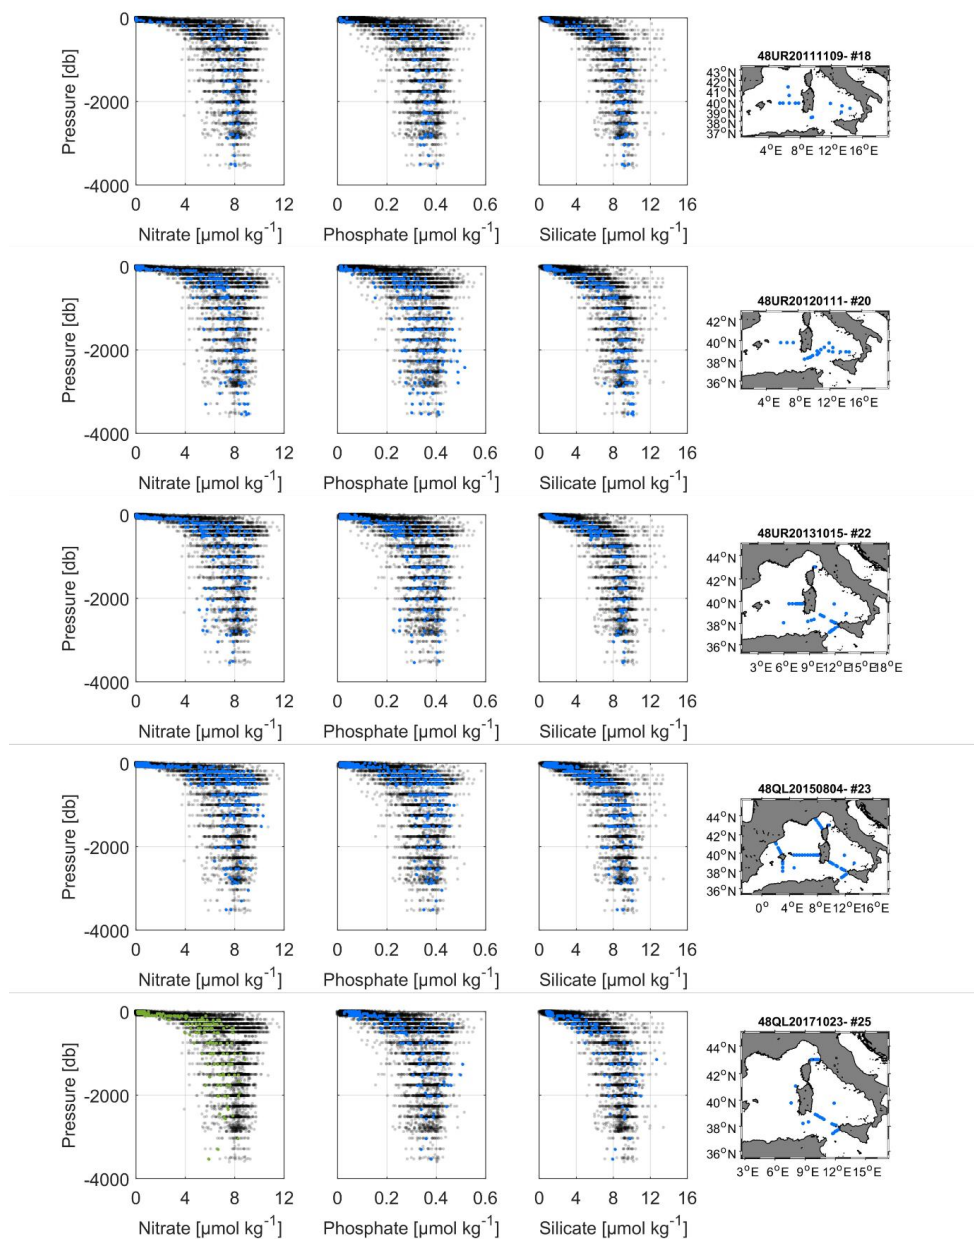 48UR20111109- #18
Pressure [db]
0
-2000
-4000
0 4 8 12
Nitrate [µmol kg-1]
0 0.2 0.4 0.6
Phosphate [µmol kg-1]
0 4 8 12 16
Silicate [µmol kg-1]
43°N
42°N
41°N
40°N
39°N
38°N
37°N
4°E 8°E 12°E 16°E
48UR20120111- #20
Pressure [db]
0
-2000
-4000
0 4 8 12
Nitrate [µmol kg-1]
0 0.2 0.4 0.6
Phosphate [µmol kg-1]
0 4 8 12 16
Silicate [µmol kg-1]
42°N
40°N
38°N
36°N
4°E 8°E 12°E 16°E
48UR20131015- #22
Pressure [db]
0
-2000
-4000
0 4 8 12
Nitrate [µmol kg-1]
0 0.2 0.4 0.6
Phosphate [µmol kg-1]
0 4 8 12 16
Silicate [µmol kg-1]
44°N
42°N
40°N
38°N
36°N
3°E 6°E 9°E 12°E 15°E 18°E
48QL20150804- #23
Pressure [db]
0
-2000
-4000
0 4 8 12
Nitrate [µmol kg-1]
0 0.2 0.4 0.6
Phosphate [µmol kg-1]
0 4 8 12 16
Silicate [µmol kg-1]
44°N
42°N
40°N
38°N
36°N
0° 4°E 8°E 12°E 16°E
48QL20171023- #25
Pressure [db]
0
-2000
-4000
0 4 8 12
Nitrate [µmol kg-1]
0 0.2 0.4 0.6
Phosphate [µmol kg-1]
0 4 8 12 16
Silicate [µmol kg-1]
44°N
42°N
40°N
38°N
36°N
3°E 6°E 9°E 12°E 15°E 18°E